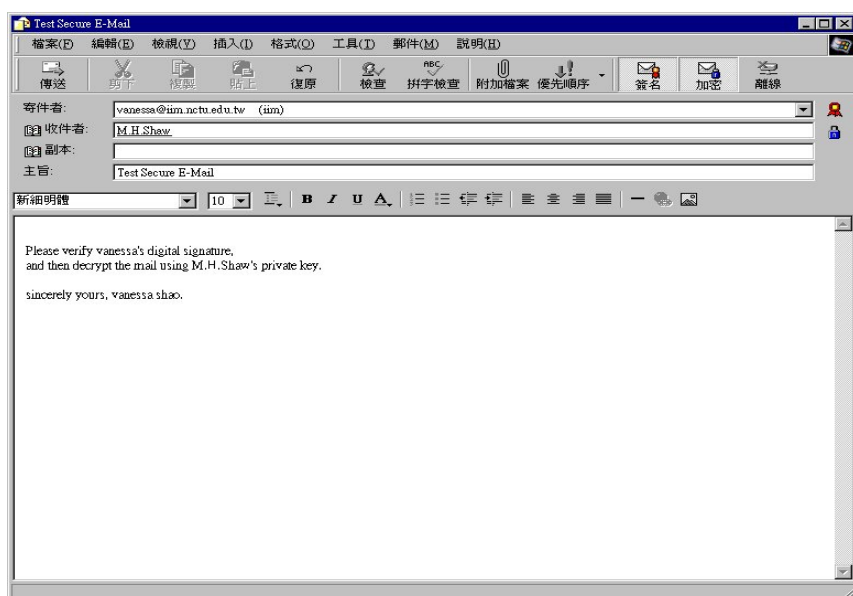 Test Secure E-Mail
檔案(F) 編輯(E) 檢視(V) 插入(I) 格式(O) 工具(T) 郵件(M) 說明(H)
傳送 剪下 複製 貼上 復原 檢查 ABC 拼字檢查 附加檔案 優先順序 簽名 加密 離線
寄件者: vanessa@iim.nctu.edu.tw (iim)
收件者: M.H.Shaw
副本:
主旨: Test Secure E-Mail
新細明體 10 B I U A
Please verify vanessa's digital signature,
and then decrypt the mail using M.H.Shaw's private key.
sincerely yours, vanessa shao.